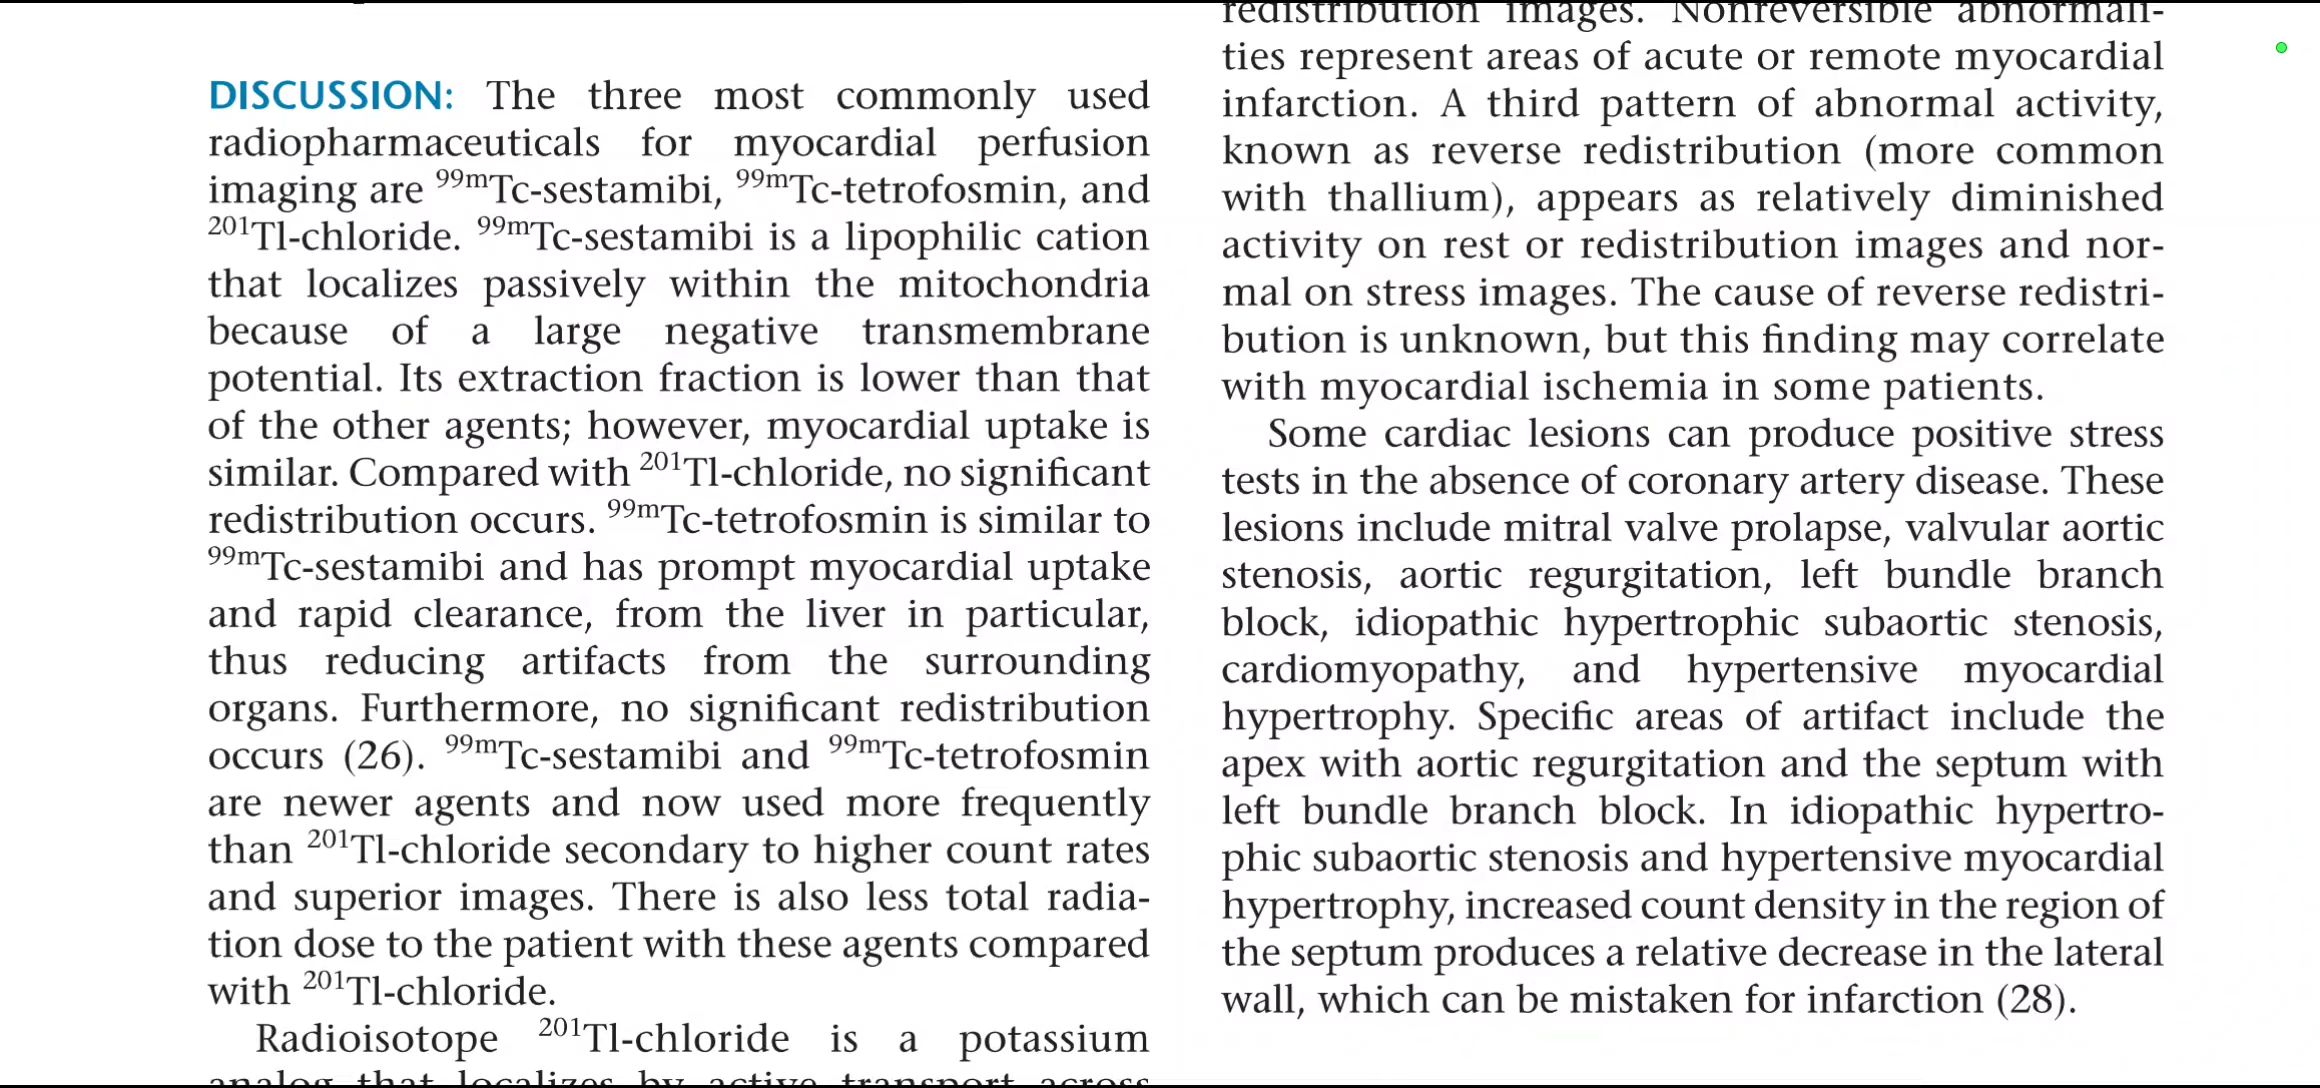 DISCUSSION: The three most commonly used
radiopharmaceuticals for myocardial perfusion
imaging are ⁹⁹ᵐTc-sestamibi, ⁹⁹ᵐTc-tetrofosmin, and
²⁰¹Tl-chloride. ⁹⁹ᵐTc-sestamibi is a lipophilic cation
that localizes passively within the mitochondria
because of a large negative transmembrane
potential. Its extraction fraction is lower than that
of the other agents; however, myocardial uptake is
similar. Compared with ²⁰¹Tl-chloride, no significant
redistribution occurs. ⁹⁹ᵐTc-tetrofosmin is similar to
⁹⁹ᵐTc-sestamibi and has prompt myocardial uptake
and rapid clearance, from the liver in particular,
thus reducing artifacts from the surrounding
organs. Furthermore, no significant redistribution
occurs (26). ⁹⁹ᵐTc-sestamibi and ⁹⁹ᵐTc-tetrofosmin
are newer agents and now used more frequently
than ²⁰¹Tl-chloride secondary to higher count rates
and superior images. There is also less total radia-
tion dose to the patient with these agents compared
with ²⁰¹Tl-chloride.
Radioisotope ²⁰¹Tl-chloride is a potassium
analog that localizes by active transport across
redistribution images. Nonreversible abnormali-
ties represent areas of acute or remote myocardial
infarction. A third pattern of abnormal activity,
known as reverse redistribution (more common
with thallium), appears as relatively diminished
activity on rest or redistribution images and nor-
mal on stress images. The cause of reverse redistri-
bution is unknown, but this finding may correlate
with myocardial ischemia in some patients.
Some cardiac lesions can produce positive stress
tests in the absence of coronary artery disease. These
lesions include mitral valve prolapse, valvular aortic
stenosis, aortic regurgitation, left bundle branch
block, idiopathic hypertrophic subaortic stenosis,
cardiomyopathy, and hypertensive myocardial
hypertrophy. Specific areas of artifact include the
apex with aortic regurgitation and the septum with
left bundle branch block. In idiopathic hypertro-
phic subaortic stenosis and hypertensive myocardial
hypertrophy, increased count density in the region of
the septum produces a relative decrease in the lateral
wall, which can be mistaken for infarction (28).